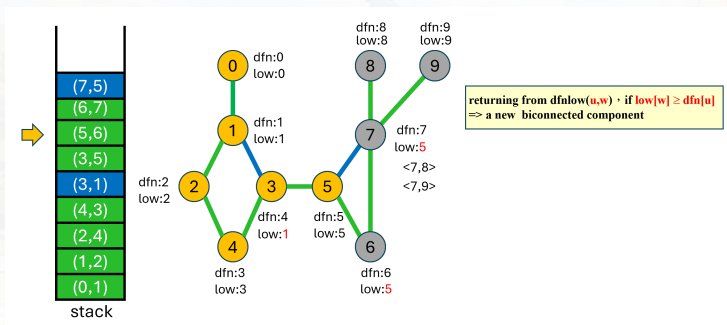 (7,5)
(6,7)
(5,6)
(3,5)
(3,1)
(4,3)
(2,4)
(1,2)
(0,1)
stack
0
dfn:0
low:0
1
dfn:1
low:1
dfn:2
low:2
2
3
dfn:4
low:1
4
dfn:3
low:3
5
dfn:5
low:5
6
dfn:6
low:5
7
dfn:7
low:5
<7,8>
<7,9>
dfn:8
low:8
8
dfn:9
low:9
9
returning from dfnlow(u,w),if low[w] ≥ dfn[u]
=> a new biconnected component